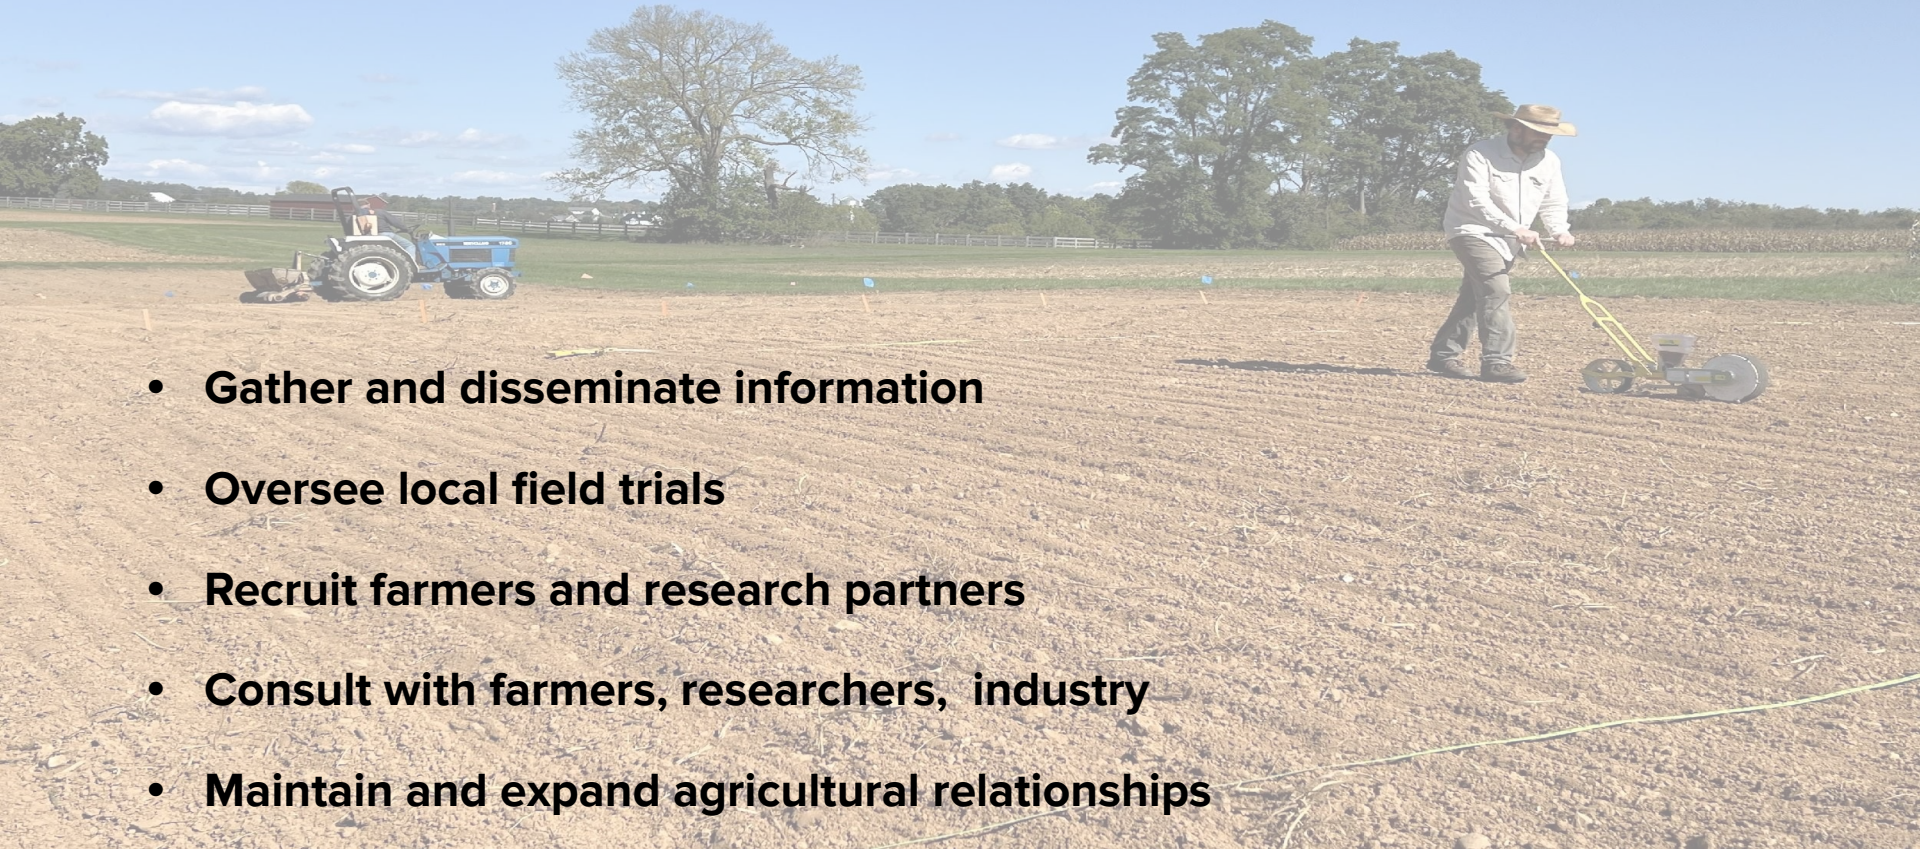 • Gather and disseminate information
• Oversee local field trials
• Recruit farmers and research partners
• Consult with farmers, researchers,  industry
• Maintain and expand agricultural relationships